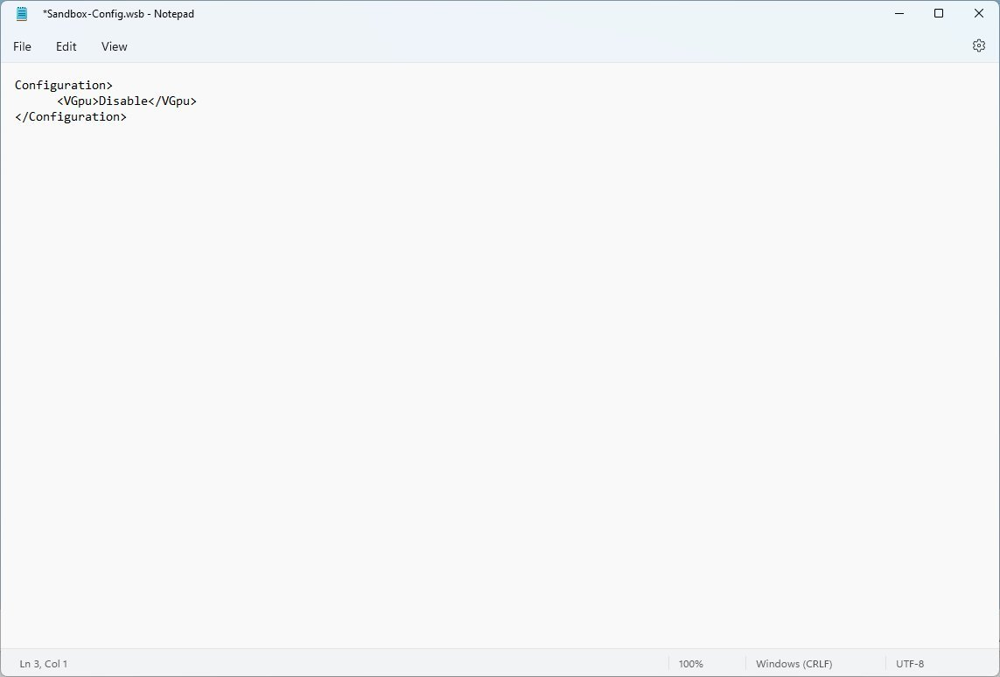 *Sandbox-Config.wsb - Notepad
File Edit View
Configuration>
      <VGpu>Disable</VGpu>
</Configuration>
Ln 3, Col 1 100% Windows (CRLF) UTF-8